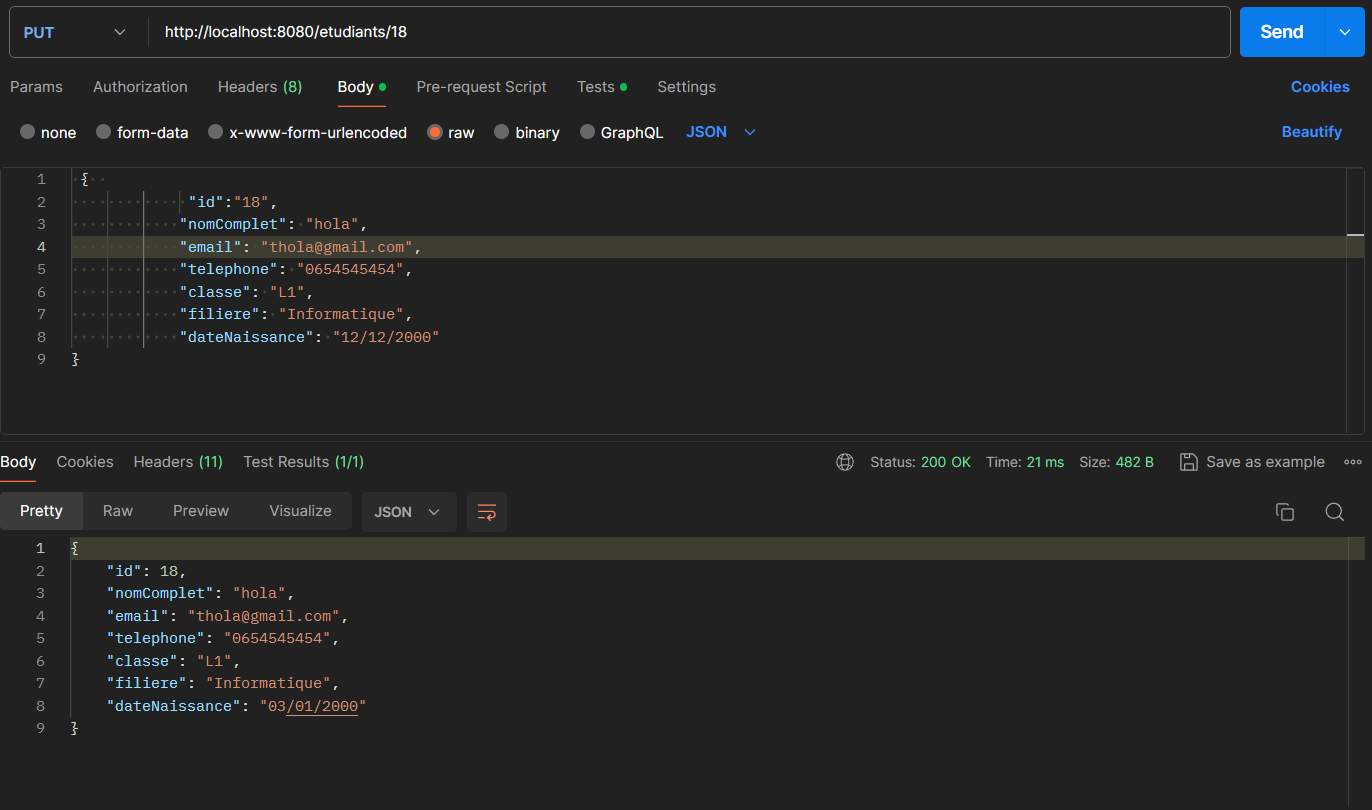 PUT http://localhost:8080/etudiants/18 Send
Params Authorization Headers (8) Body Pre-request Script Tests Settings Cookies
none form-data x-www-form-urlencoded raw binary GraphQL JSON Beautify
1 {
2 "id":"18",
3 "nomComplet": "hola",
4 "email": "thola@gmail.com",
5 "telephone": "0654545454",
6 "classe": "L1",
7 "filiere": "Informatique",
8 "dateNaissance": "12/12/2000"
9 }
Body Cookies Headers (11) Test Results (1/1) Status: 200 OK Time: 21 ms Size: 482 B Save as example
Pretty Raw Preview Visualize JSON
1 {
2 "id": 18,
3 "nomComplet": "hola",
4 "email": "thola@gmail.com",
5 "telephone": "0654545454",
6 "classe": "L1",
7 "filiere": "Informatique",
8 "dateNaissance": "03/01/2000"
9 }